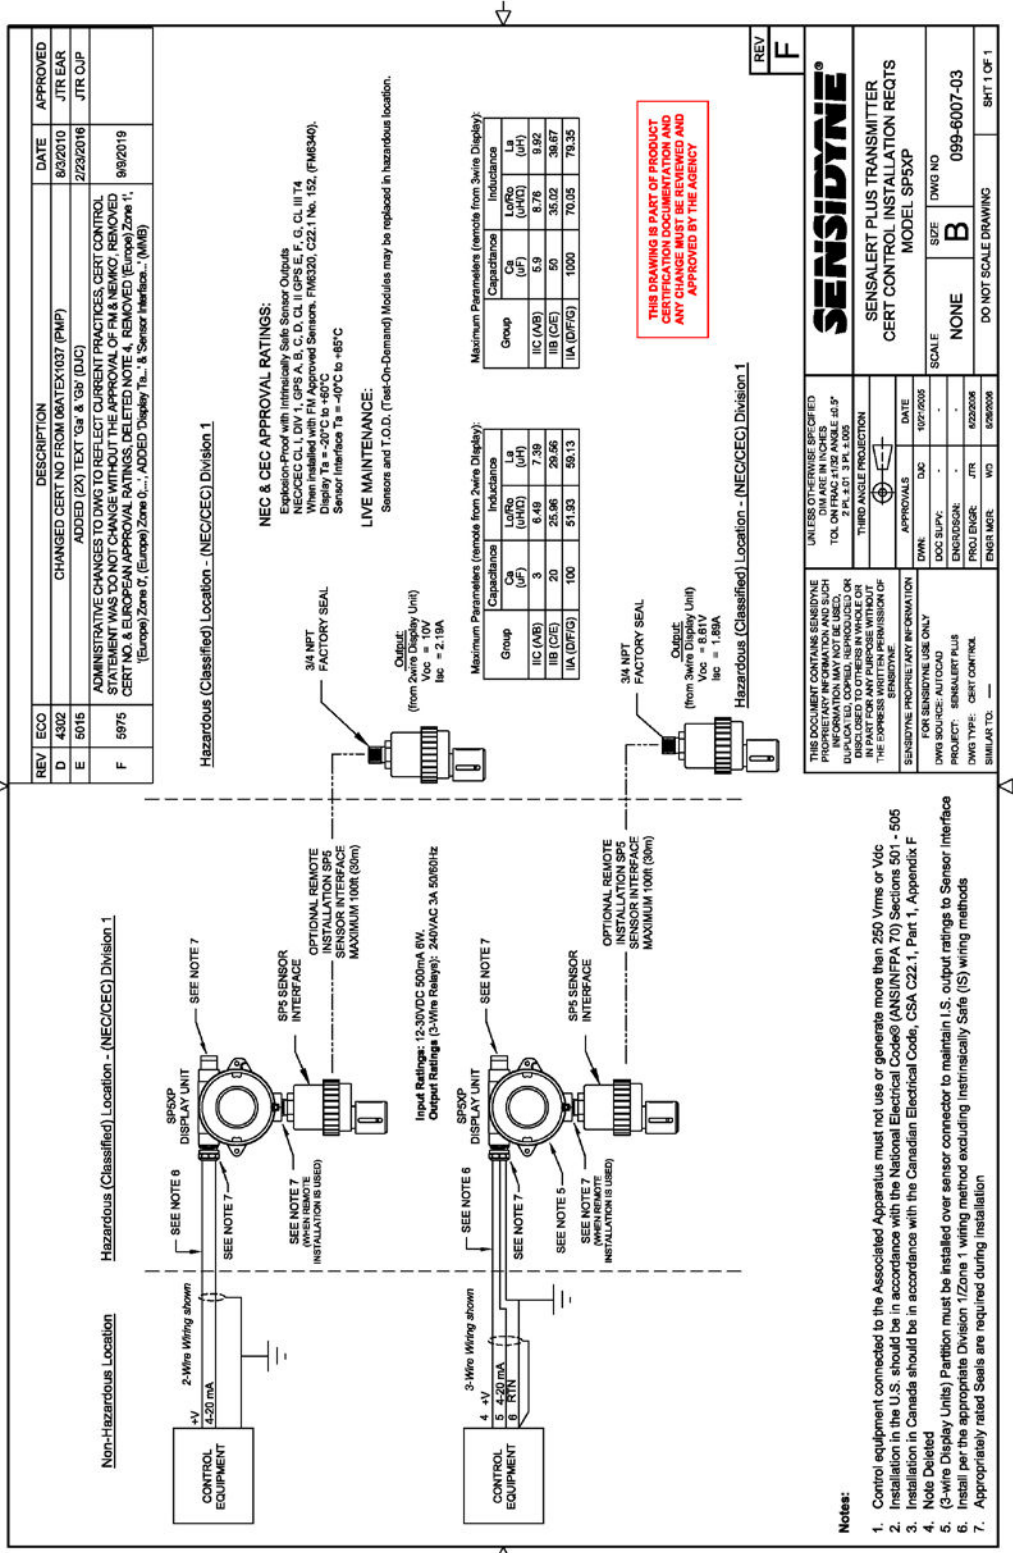 REV ECO DESCRIPTION DATE APPROVED
D 4302 CHANGED CERT NO FROM 06ATEX1037 (PMP) 8/3/2010 JTR EAR
E 5015 ADDED (2X) TEXT 'Ga' & 'Gb' (DJC) 2/23/2016 JTR OJP
F 5975 ADMINISTRATIVE CHANGES TO DWG TO REFLECT CURRENT PRACTICES, CERT CONTROL
STATEMENT WAS 'DO NOT CHANGE WITHOUT THE APPROVAL OF FM & NEMKO', REMOVED
CERT NO. & EUROPEAN APPROVAL RATINGS, DELETED NOTE 4, REMOVED '(Europe) Zone 1',
'(Europe) Zone 0', (Europe) Zone 0;..., ADDED 'Display Ta... & 'Sensor Interface... (MMB) 9/9/2019
Non-Hazardous Location
Hazardous (Classified) Location - (NEC/CEC) Division 1
Hazardous (Classified) Location - (NEC/CEC) Division 1
2-Wire Wiring shown
+V
4-20 mA
CONTROL
EQUIPMENT
SEE NOTE 6
SEE NOTE 7
SP5XP
DISPLAY UNIT
SEE NOTE 7
SEE NOTE 7
(WHEN REMOTE
INSTALLATION IS USED)
SP5 SENSOR
INTERFACE
OPTIONAL REMOTE
INSTALLATION SP5
SENSOR INTERFACE
MAXIMUM 100ft (30m)
3/4 NPT
FACTORY SEAL
Output:
(from 2wire Display Unit)
Voc = 10V
Isc = 2.19A
NEC & CEC APPROVAL RATINGS:
Explosion-Proof with Intrinsically Safe Sensor Outputs
NEC/CEC CL I, DIV 1, GPS A, B, C, D, CL II GPS E, F, G, CL III T4
When installed with FM Approved Sensors. FM6320, C22.1 No. 152, (FM6340).
Display Ta = -20°C to +60°C
Sensor Interface Ta = -40°C to +65°C
LIVE MAINTENANCE:
Sensors and T.O.D. (Test-On-Demand) Modules may be replaced in hazardous location.
Input Ratings: 12-30VDC 500mA 6W.
Output Ratings (3-Wire Relays): 240VAC 3A 50/60Hz
Maximum Parameters (remote from 2wire Display):
Group Capacitance Inductance
Ca (uF) Lo/Ro (uH/Ω) La (uH)
IIC (A/B) 3 6.49 7.39
IIB (C/E) 20 25.96 29.56
IIA (D/F/G) 100 51.93 59.13
Maximum Parameters (remote from 3wire Display):
Group Capacitance Inductance
Ca (uF) Lo/Ro (uH/Ω) La (uH)
IIC (A/B) 5.9 8.76 9.92
IIB (C/E) 50 35.02 39.67
IIA (D/F/G) 1000 70.05 79.35
3-Wire Wiring shown
4 +V
5 4-20 mA
6 RTN
CONTROL
EQUIPMENT
SEE NOTE 6
SEE NOTE 7
SEE NOTE 5
SP5XP
DISPLAY UNIT
SEE NOTE 7
SEE NOTE 7
(WHEN REMOTE
INSTALLATION IS USED)
SP5 SENSOR
INTERFACE
OPTIONAL REMOTE
INSTALLATION SP5
SENSOR INTERFACE
MAXIMUM 100ft (30m)
3/4 NPT
FACTORY SEAL
Output:
(from 3wire Display Unit)
Voc = 8.61V
Isc = 1.89A
Hazardous (Classified) Location - (NEC/CEC) Division 1
THIS DRAWING IS PART OF PRODUCT
CERTIFICATION DOCUMENTATION AND
ANY CHANGE MUST BE REVIEWED AND
APPROVED BY THE AGENCY
Notes:
1. Control equipment connected to the Associated Apparatus must not use or generate more than 250 Vrms or Vdc
2. Installation in the U.S. should be in accordance with the National Electrical Code® (ANSI/NFPA 70) Sections 501 - 505
3. Installation in Canada should be in accordance with the Canadian Electrical Code, CSA C22.1, Part 1, Appendix F
4. Note Deleted
5. (3-wire Display Units) Partition must be installed over sensor connector to maintain I.S. output ratings to Sensor Interface
6. Install per the appropriate Division 1/Zone 1 wiring method excluding Instrinsically Safe (IS) wiring methods
7. Appropriately rated Seals are required during installation
THIS DOCUMENT CONTAINS SENSIDYNE
PROPRIETARY INFORMATION AND SUCH
INFORMATION MAY NOT BE USED,
DUPLICATED, COPIED, REPRODUCED OR
DISCLOSED TO OTHERS IN WHOLE OR
IN PART FOR ANY PURPOSE WITHOUT
THE EXPRESS WRITTEN PERMISSION OF
SENSIDYNE.
SENSIDYNE PROPRIETARY INFORMATION
FOR SENSIDYNE USE ONLY
DWG SOURCE: AUTOCAD
PROJECT: SENSALERT PLUS
DWG TYPE: CERT CONTROL
SIMILAR TO: —
UNLESS OTHERWISE SPECIFIED
DIM ARE IN INCHES
TOL ON FRAC ±1/32 ANGLE ±0.5°
2 PL ±.01 3 PL ±.005
THIRD ANGLE PROJECTION
APPROVALS DATE
DWN: DJC 10/21/2005
DOC SUPV: - -
ENGR/DSGN: - -
PROJ ENGR: JTR 6/22/2006
ENGR MGR: WD 6/26/2006
REV
F
SENSIDYNE®
SENSALERT PLUS TRANSMITTER
CERT CONTROL INSTALLATION REQTS
MODEL SP5XP
SCALE NONE
SIZE B
DWG NO 099-6007-03
DO NOT SCALE DRAWING
SHT 1 OF 1